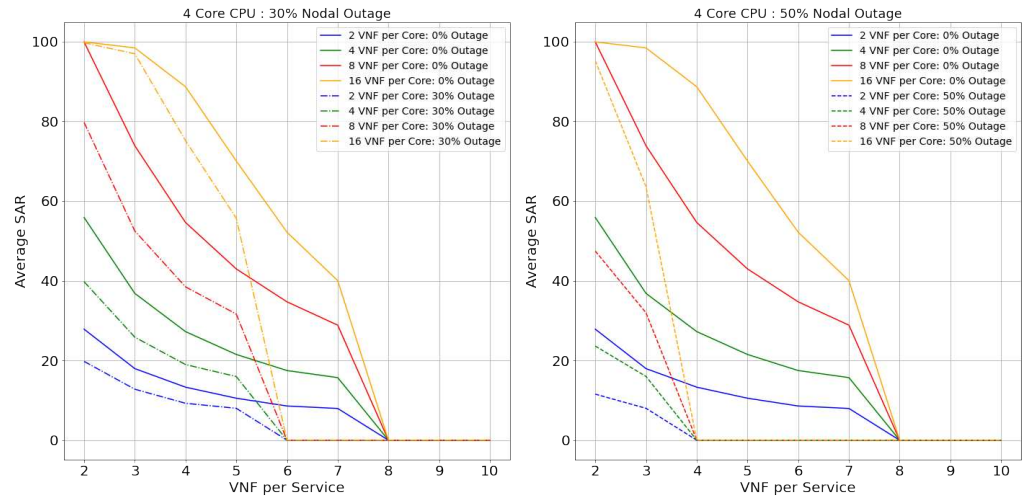 4 Core CPU : 30% Nodal Outage
2 VNF per Core: 0% Outage
4 VNF per Core: 0% Outage
8 VNF per Core: 0% Outage
16 VNF per Core: 0% Outage
2 VNF per Core: 30% Outage
4 VNF per Core: 30% Outage
8 VNF per Core: 30% Outage
16 VNF per Core: 30% Outage
100
80
60
40
20
0
Average SAR
2 3 4 5 6 7 8 9 10
VNF per Service
4 Core CPU : 50% Nodal Outage
2 VNF per Core: 0% Outage
4 VNF per Core: 0% Outage
8 VNF per Core: 0% Outage
16 VNF per Core: 0% Outage
2 VNF per Core: 50% Outage
4 VNF per Core: 50% Outage
8 VNF per Core: 50% Outage
16 VNF per Core: 50% Outage
100
80
60
40
20
0
Average SAR
2 3 4 5 6 7 8 9 10
VNF per Service